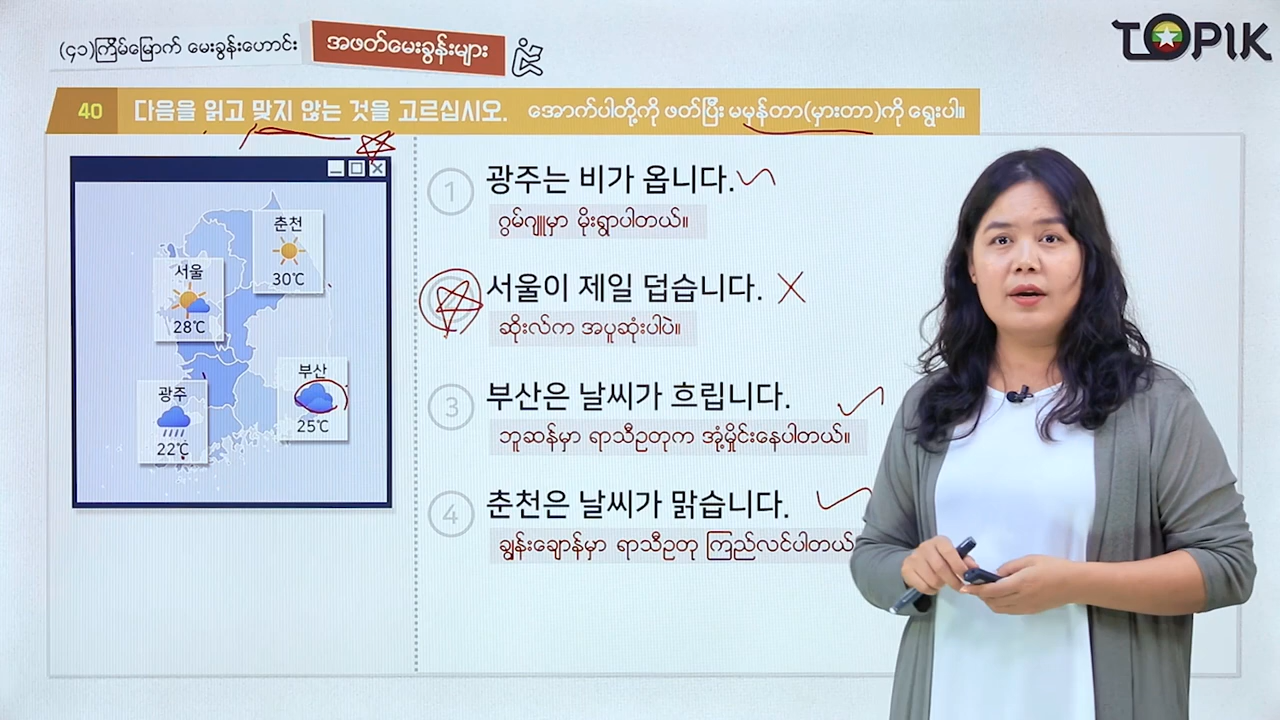 (၄၁)ကြိမ်မြောက် မေးခွန်းဟောင်း
အဖတ်မေးခွန်းများ
TOPIK
40 다음을 읽고 맞지 않는 것을 고르십시오. အောက်ပါတို့ကို ဖတ်ပြီး မမှန်တာ(မှားတာ)ကို ရွေးပါ။
춘천
30℃
서울
28℃
부산
25℃
광주
22℃
1 광주는 비가 옵니다.
ဂွမ်ဂျူမှာ မိုးရွာပါတယ်။
서울이 제일 덥습니다.
ဆိုးလ်က အပူဆုံးပါပဲ။
3 부산은 날씨가 흐립니다.
ဘူဆန်မှာ ရာသီဥတုက အုံ့မှိုင်းနေပါတယ်။
4 춘천은 날씨가 맑습니다.
ချွန်းချောန်မှာ ရာသီဥတု ကြည်လင်ပါတယ်